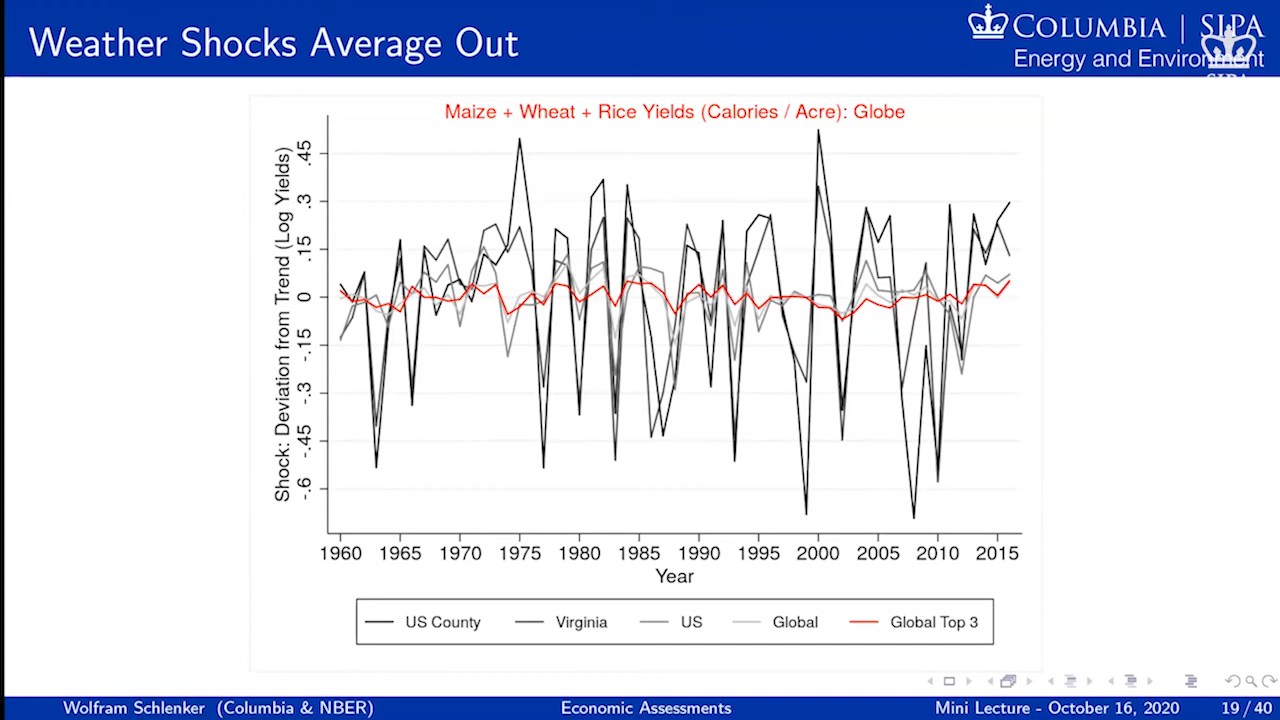 Weather Shocks Average Out
COLUMBIA | SIPA
Energy and Environment
SIPA
Maize + Wheat + Rice Yields (Calories / Acre): Globe
Shock: Deviation from Trend (Log Yields)
.45
.3
.15
0
-.15
-.3
-.45
-.6
1960 1965 1970 1975 1980 1985 1990 1995 2000 2005 2010 2015
Year
US County Virginia US Global Global Top 3
Wolfram Schlenker (Columbia & NBER) Economic Assessments Mini Lecture - October 16, 2020 19 / 40